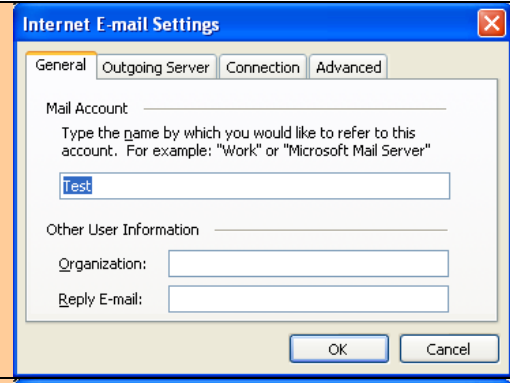 Internet E-mail Settings
General Outgoing Server Connection Advanced
Mail Account
Type the name by which you would like to refer to this
account. For example: "Work" or "Microsoft Mail Server"
Test
Other User Information
Organization:
Reply E-mail:
OK Cancel